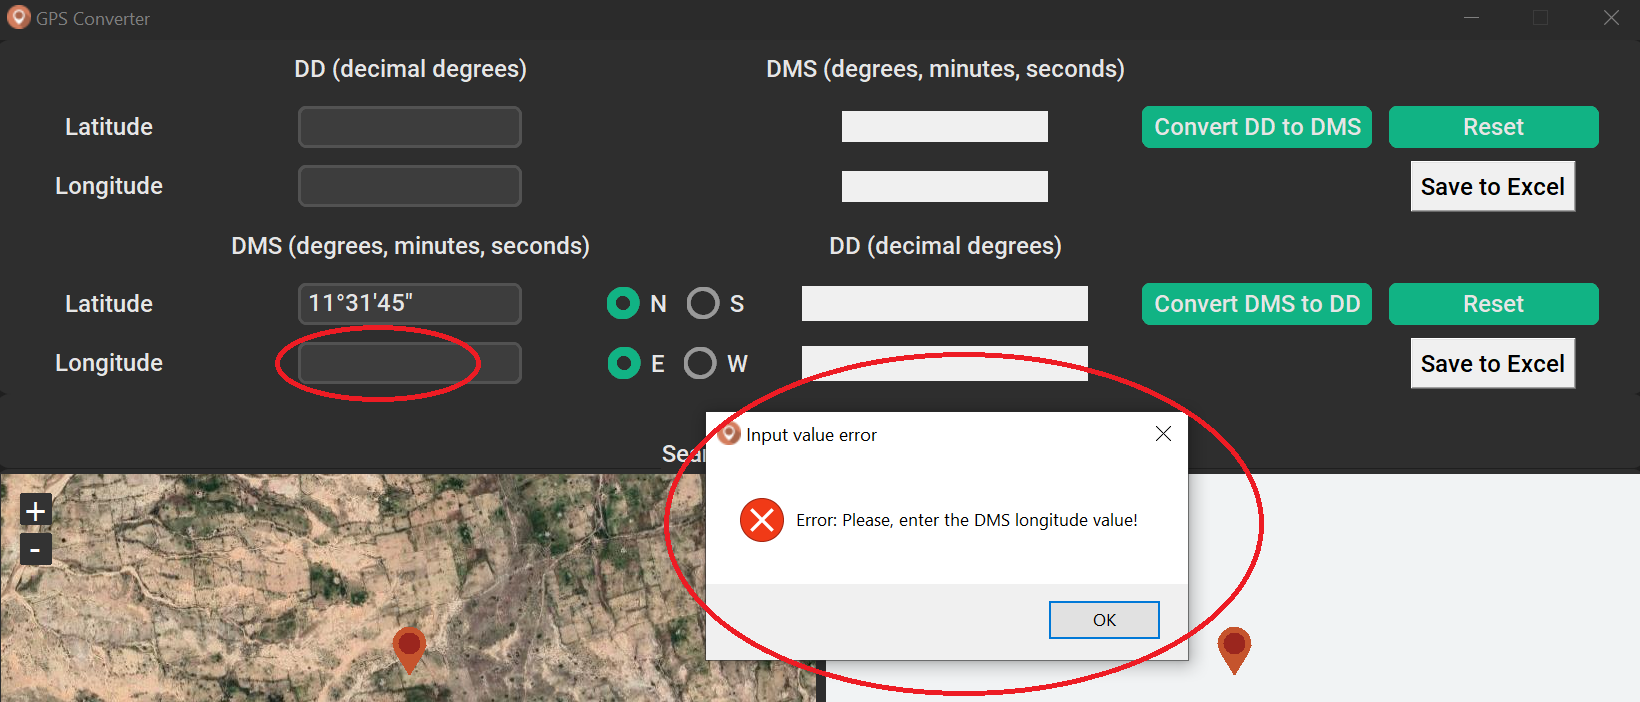 GPS Converter
DD (decimal degrees)
DMS (degrees, minutes, seconds)
Latitude
Convert DD to DMS
Reset
Longitude
Save to Excel
DMS (degrees, minutes, seconds)
DD (decimal degrees)
Latitude
11°31'45"
N
S
Convert DMS to DD
Reset
Longitude
E
W
Save to Excel
Input value error
Error: Please, enter the DMS longitude value!
OK
+
-